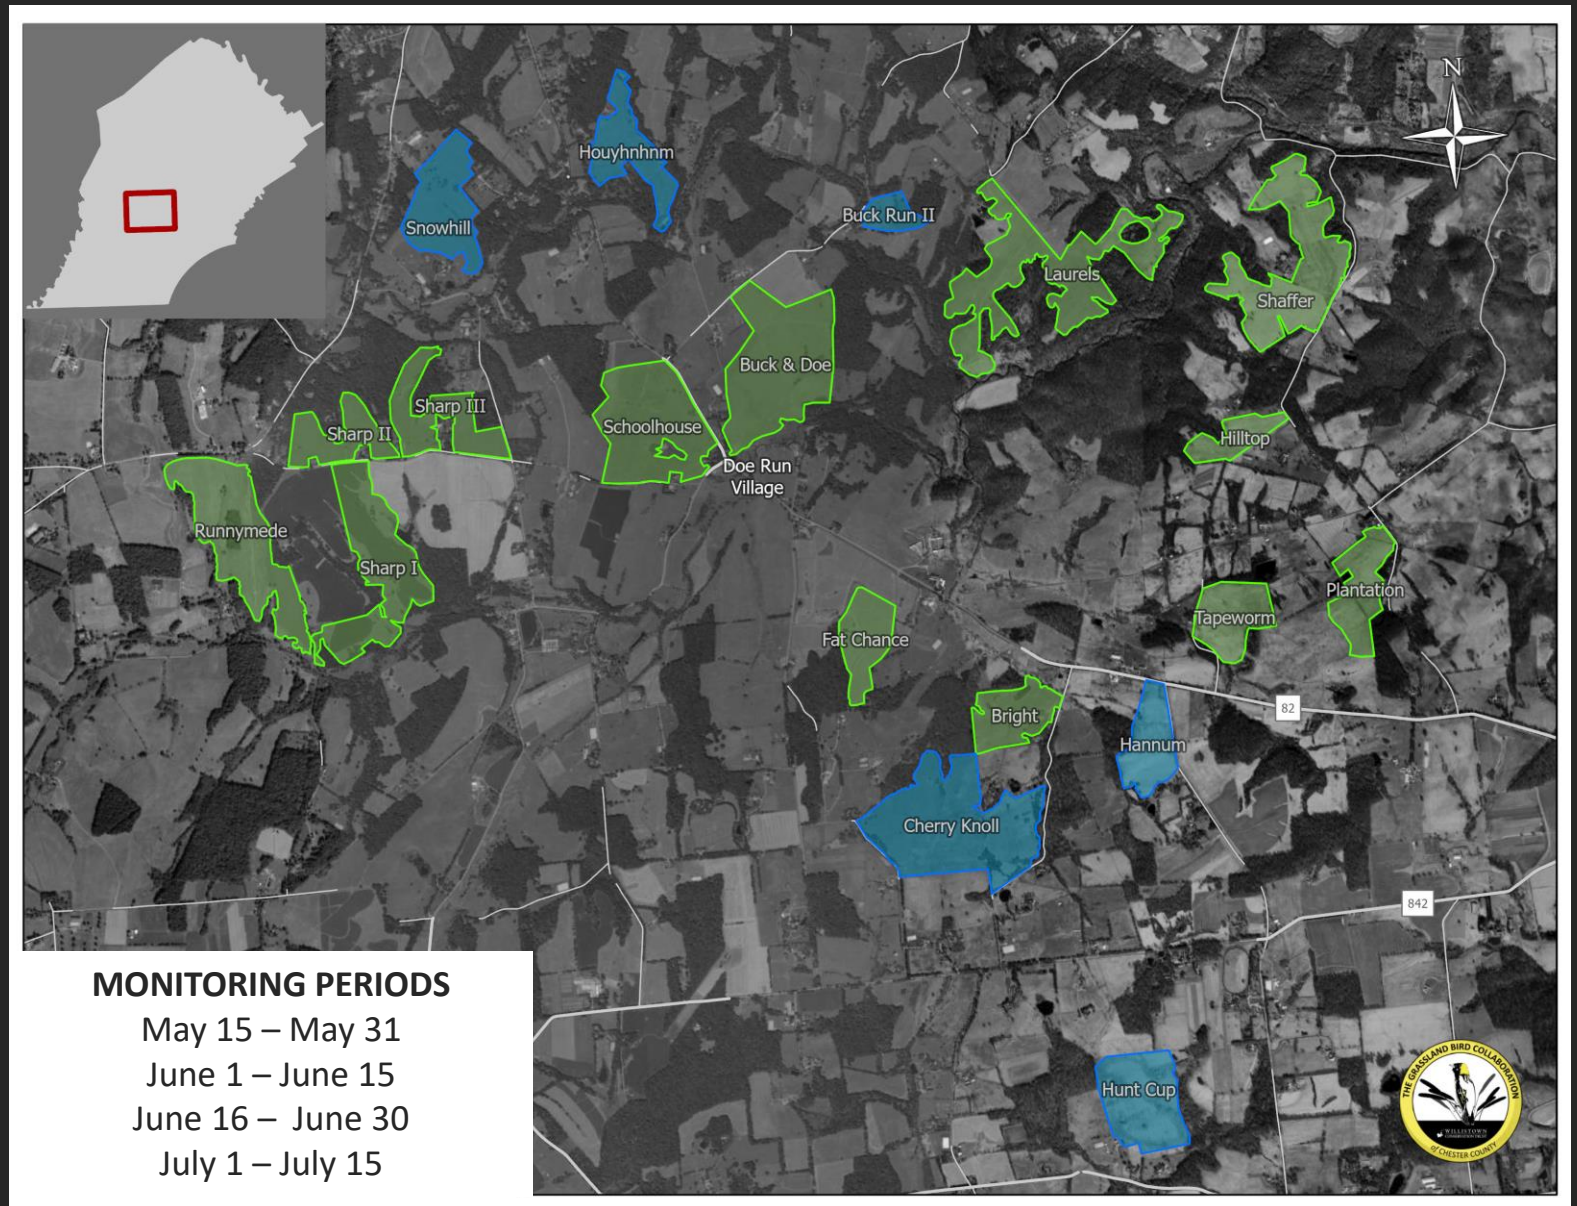 N
Houyhnhnm
Snowhill
Buck Run II
Laurels
Shaffer
Buck & Doe
Sharp III
Sharp II
Schoolhouse
Hilltop
Doe Run
Village
Runnymede
Sharp I
Plantation
Tapeworm
Fat Chance
82
Bright
Hannum
Cherry Knoll
842
Hunt Cup
MONITORING PERIODS
May 15 – May 31
June 1 – June 15
June 16 – June 30
July 1 – July 15
THE GRASSLAND BIRD COLLABORATION
WILLISTOWN
CONSERVATION TRUST
of CHESTER COUNTY